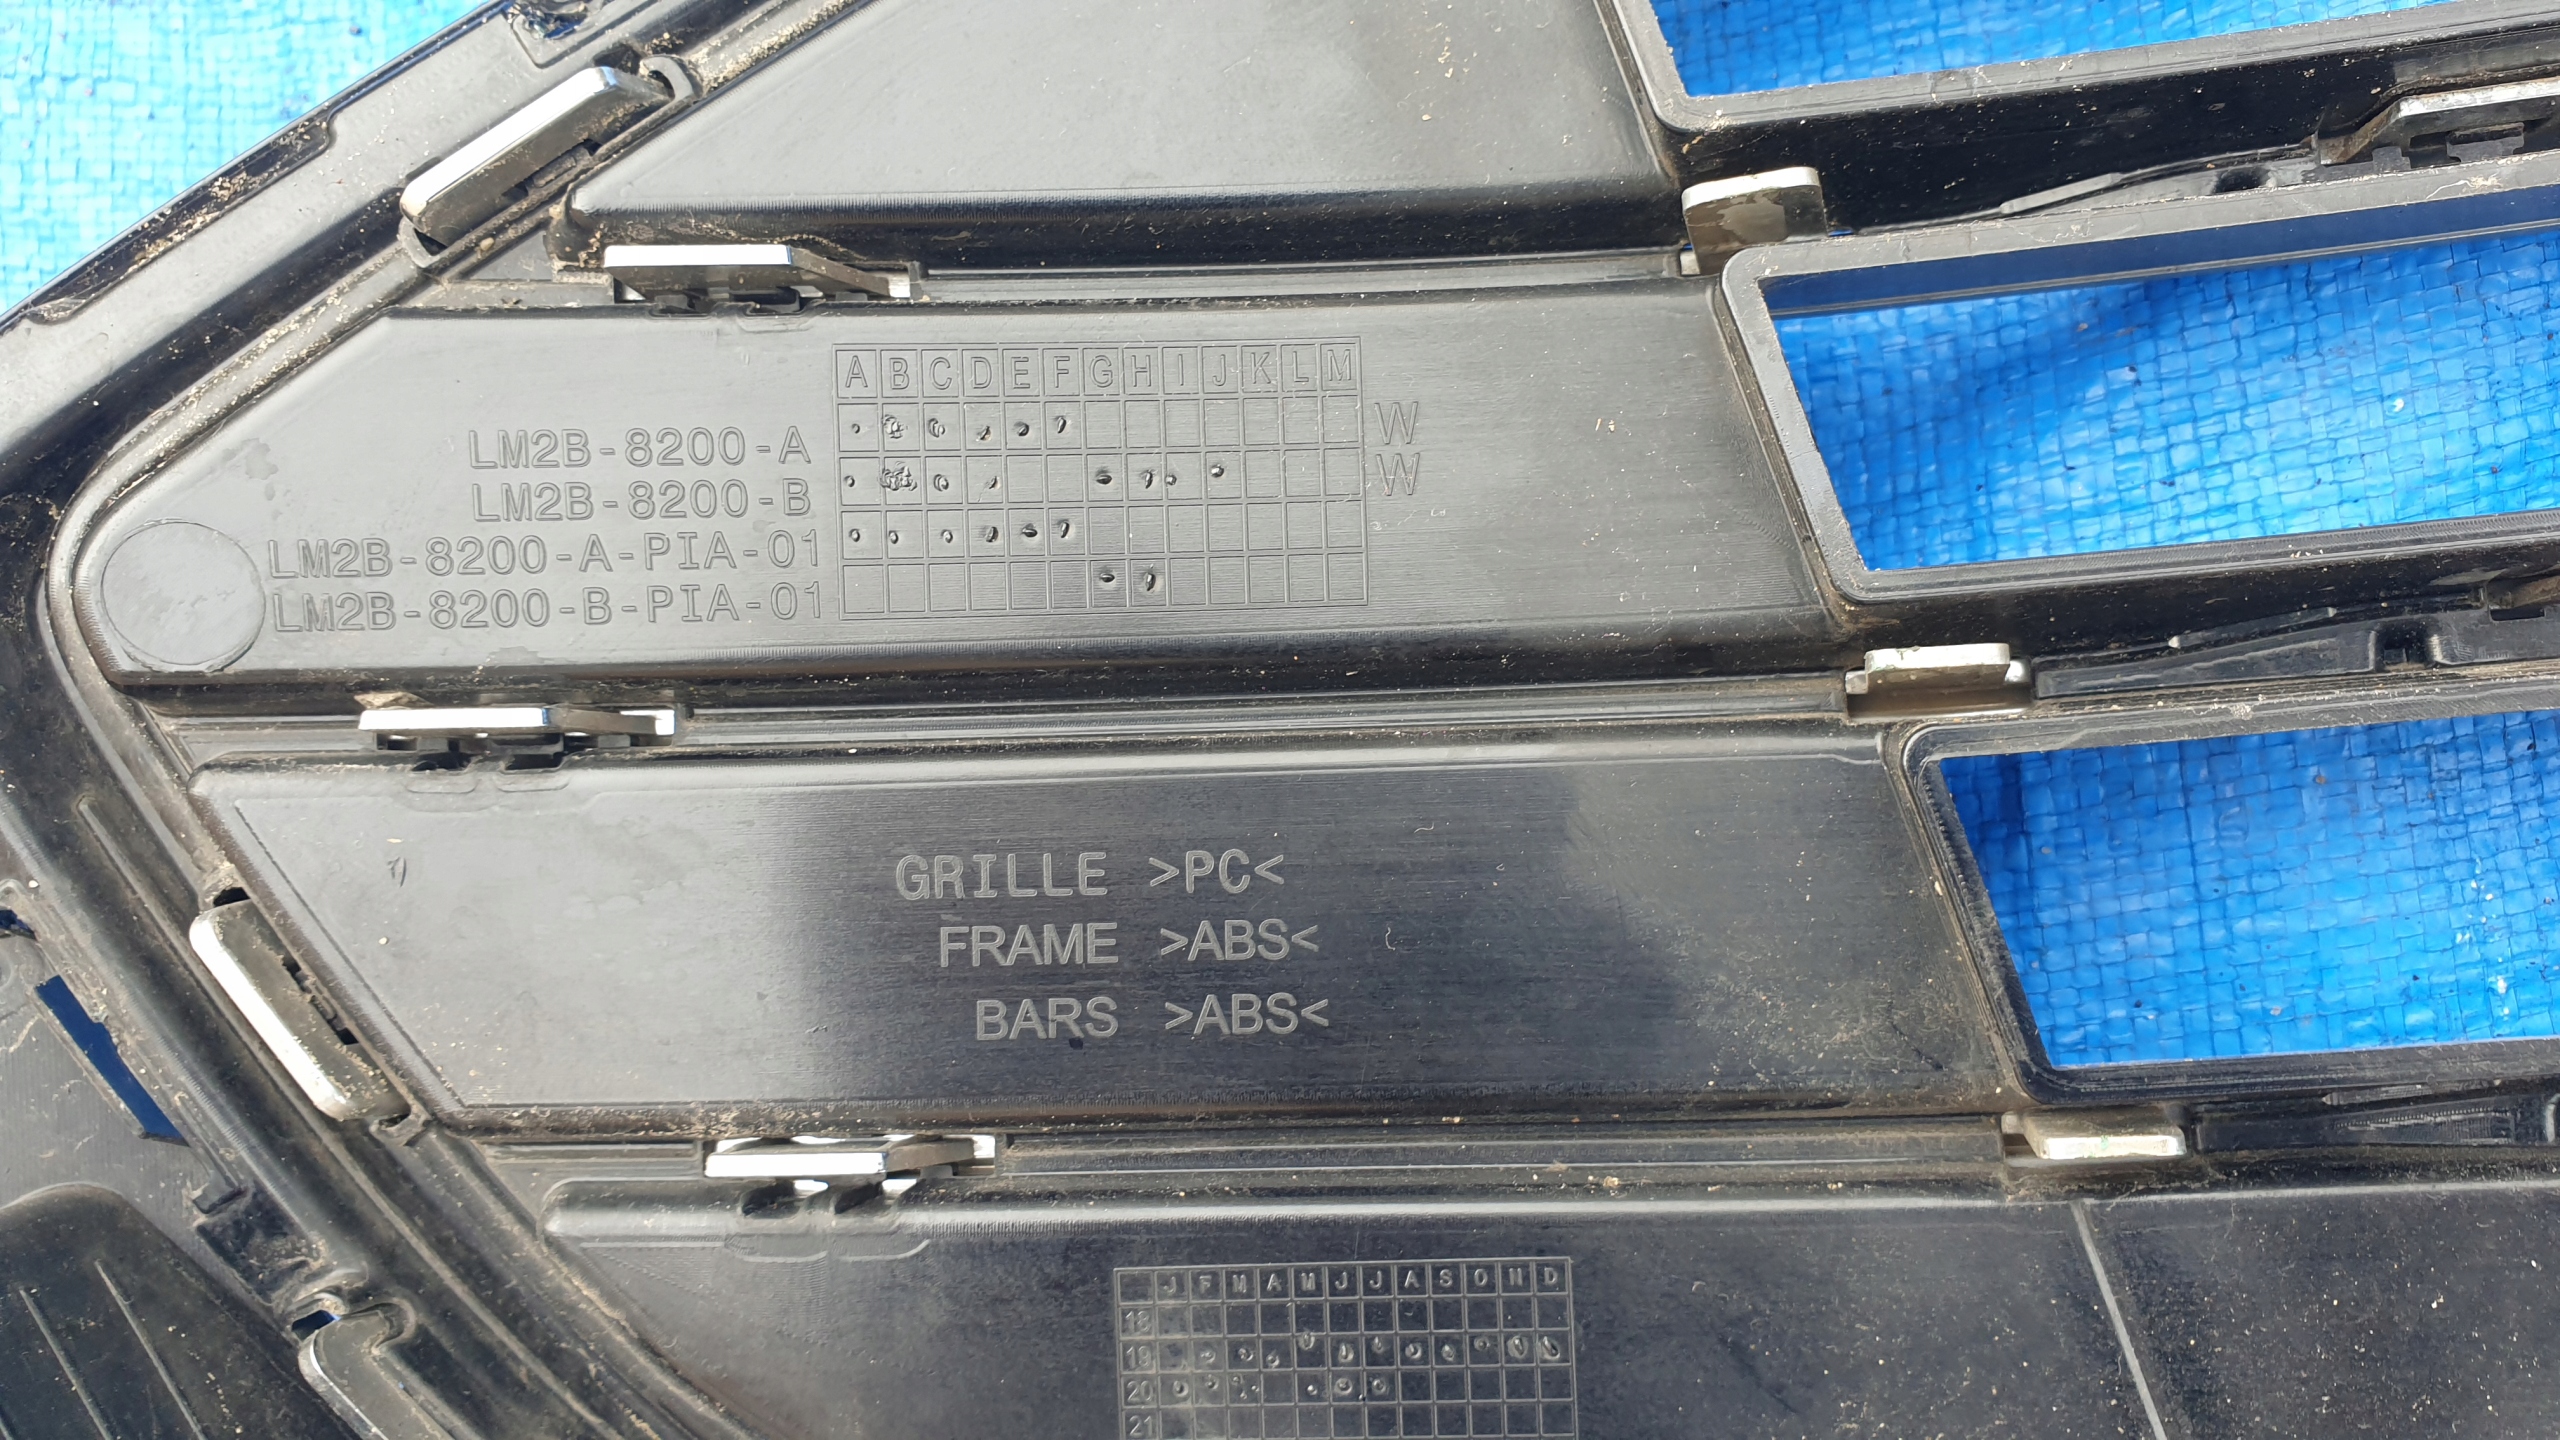 A B C D E F G H I J K L M
LM2B-8200-A W
LM2B-8200-B W
LM2B-8200-A-PIA-01
LM2B-8200-B-PIA-01
GRILLE >PC<
FRAME >ABS<
BARS >ABS<
J F M A M J J A S O N D
18
19
20
21